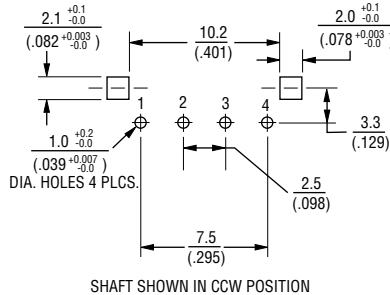 2.1 +0.1 -0.0
(.082 +0.003 -0.0)
10.2
(.401)
2.0 +0.1 -0.0
(.078 +0.003 -0.0)
1 2 3 4
1.0 +0.2 -0.0
(.039 +0.007 -0.0)
DIA. HOLES 4 PLCS.
3.3
(.129)
2.5
(.098)
7.5
(.295)
SHAFT SHOWN IN CCW POSITION